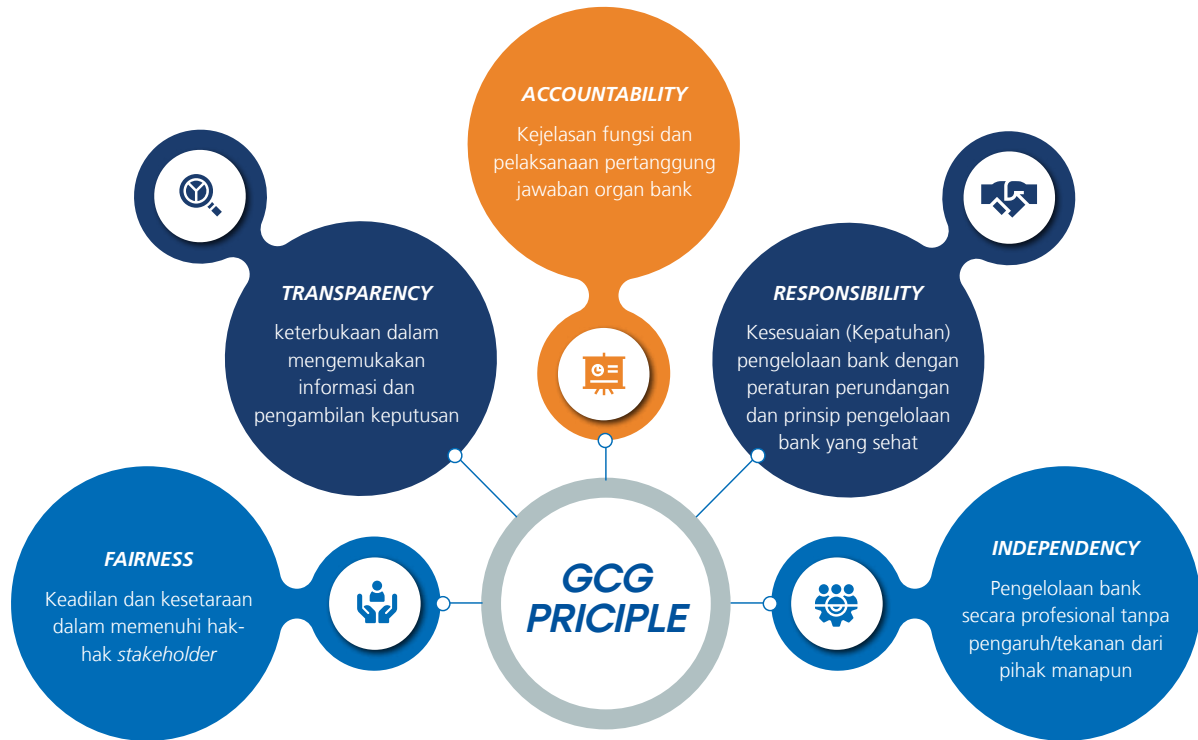 ACCOUNTABILITY
Kejelasan fungsi dan
pelaksanaan pertanggung
jawaban organ bank
TRANSPARENCY
keterbukaan dalam
mengemukakan
informasi dan
pengambilan keputusan
RESPONSIBILITY
Kesesuaian (Kepatuhan)
pengelolaan bank dengan
peraturan perundangan
dan prinsip pengelolaan
bank yang sehat
FAIRNESS
Keadilan dan kesetaraan
dalam memenuhi hak-
hak stakeholder
GCG
PRICIPLE
INDEPENDENCY
Pengelolaan bank
secara profesional tanpa
pengaruh/tekanan dari
pihak manapun